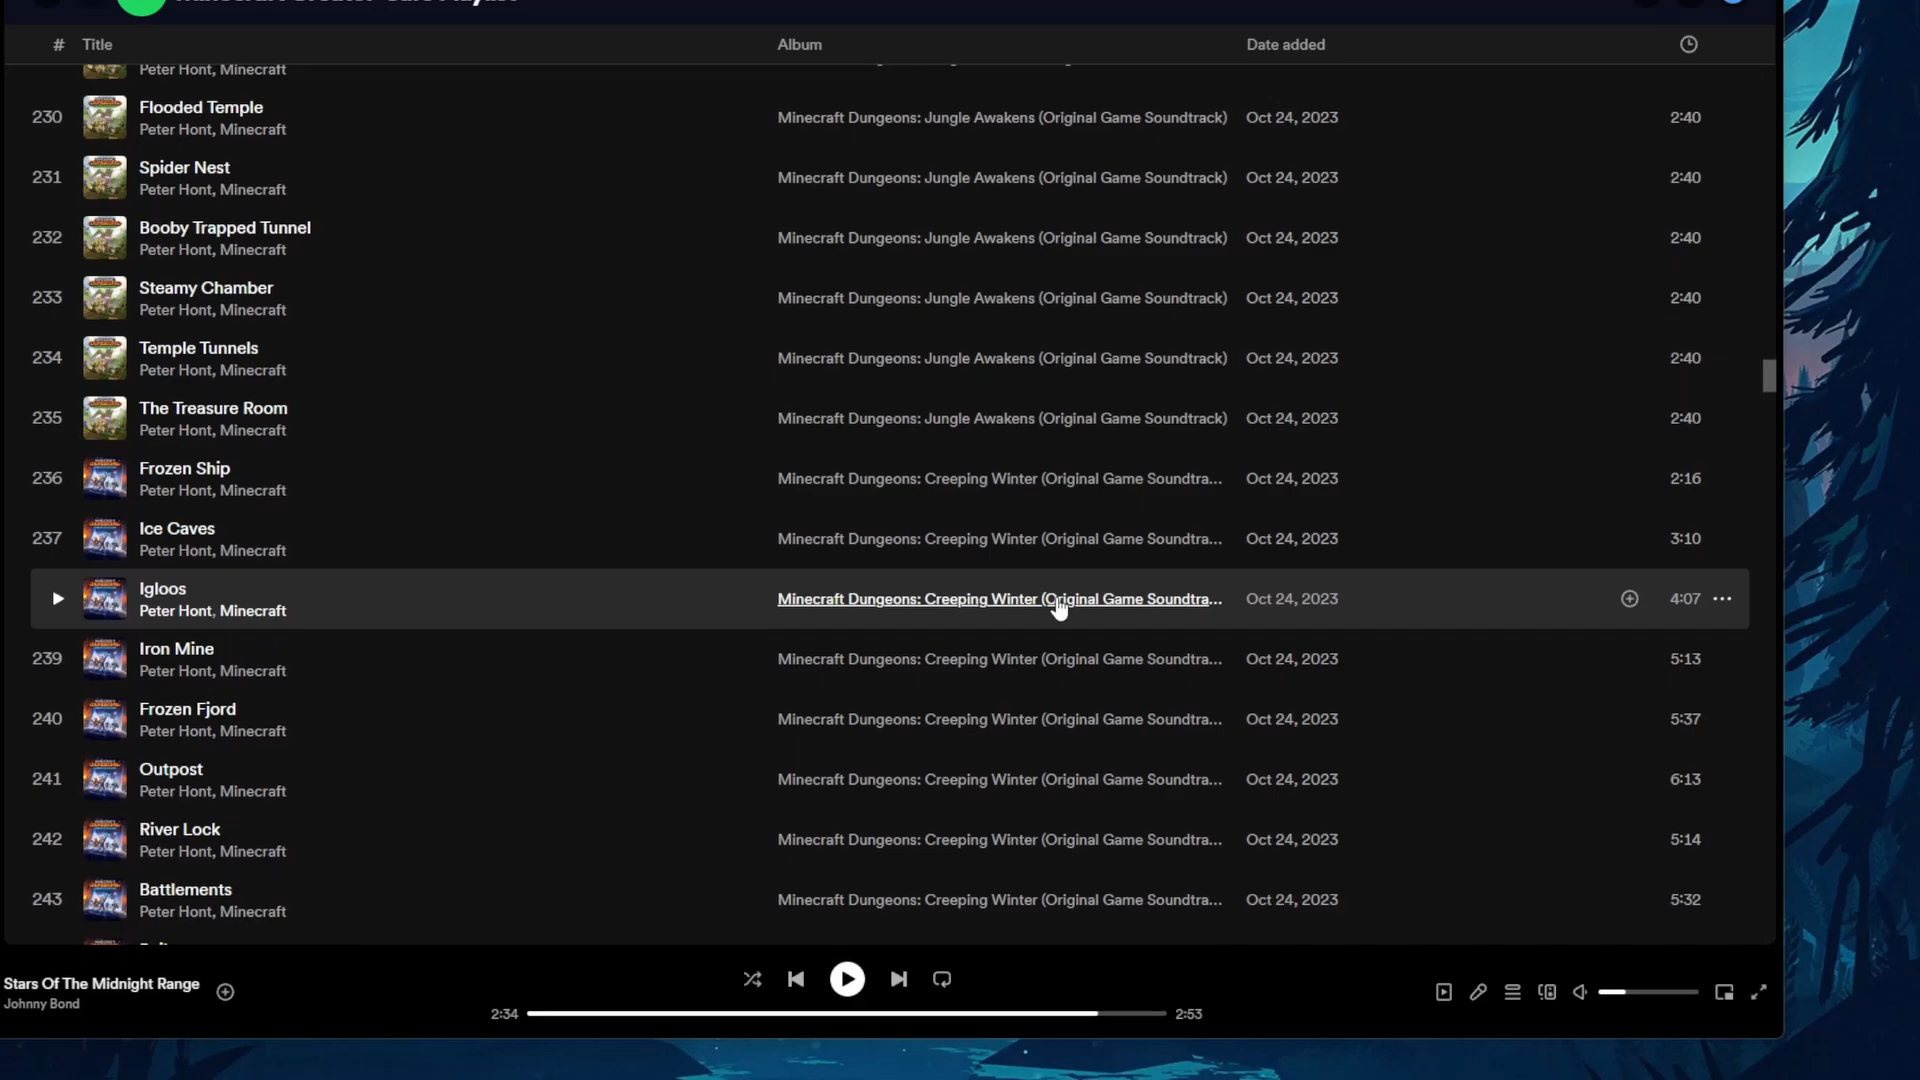 # Title Album Date added
Peter Hont, Minecraft
230 Flooded Temple Minecraft Dungeons: Jungle Awakens (Original Game Soundtrack) Oct 24, 2023 2:40
Peter Hont, Minecraft
231 Spider Nest Minecraft Dungeons: Jungle Awakens (Original Game Soundtrack) Oct 24, 2023 2:40
Peter Hont, Minecraft
232 Booby Trapped Tunnel Minecraft Dungeons: Jungle Awakens (Original Game Soundtrack) Oct 24, 2023 2:40
Peter Hont, Minecraft
233 Steamy Chamber Minecraft Dungeons: Jungle Awakens (Original Game Soundtrack) Oct 24, 2023 2:40
Peter Hont, Minecraft
234 Temple Tunnels Minecraft Dungeons: Jungle Awakens (Original Game Soundtrack) Oct 24, 2023 2:40
Peter Hont, Minecraft
235 The Treasure Room Minecraft Dungeons: Jungle Awakens (Original Game Soundtrack) Oct 24, 2023 2:40
Peter Hont, Minecraft
236 Frozen Ship Minecraft Dungeons: Creeping Winter (Original Game Soundtra... Oct 24, 2023 2:16
Peter Hont, Minecraft
237 Ice Caves Minecraft Dungeons: Creeping Winter (Original Game Soundtra... Oct 24, 2023 3:10
Peter Hont, Minecraft
Igloos Minecraft Dungeons: Creeping Winter (Original Game Soundtra... Oct 24, 2023 4:07
Peter Hont, Minecraft
239 Iron Mine Minecraft Dungeons: Creeping Winter (Original Game Soundtra... Oct 24, 2023 5:13
Peter Hont, Minecraft
240 Frozen Fjord Minecraft Dungeons: Creeping Winter (Original Game Soundtra... Oct 24, 2023 5:37
Peter Hont, Minecraft
241 Outpost Minecraft Dungeons: Creeping Winter (Original Game Soundtra... Oct 24, 2023 6:13
Peter Hont, Minecraft
242 River Lock Minecraft Dungeons: Creeping Winter (Original Game Soundtra... Oct 24, 2023 5:14
Peter Hont, Minecraft
243 Battlements Minecraft Dungeons: Creeping Winter (Original Game Soundtra... Oct 24, 2023 5:32
Peter Hont, Minecraft
Stars Of The Midnight Range
Johnny Bond
2:34 2:53